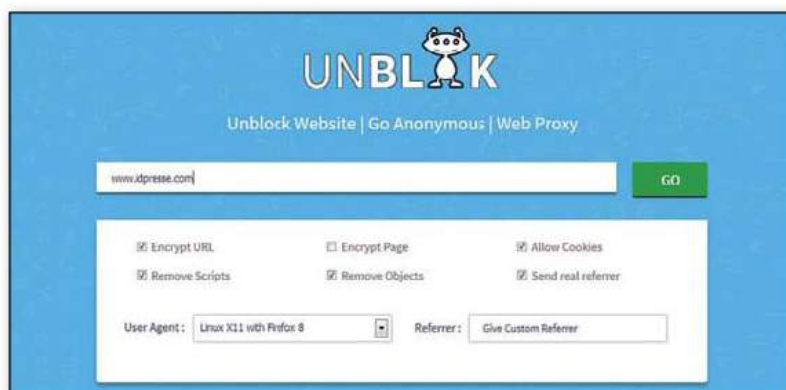 UNBLOK
Unblock Website | Go Anonymous | Web Proxy
www.idpresse.com
GO
Encrypt URL
Encrypt Page
Allow Cookies
Remove Scripts
Remove Objects
Send real referrer
User Agent :
Linux X11 with Firefox 8
Referrer :
Give Custom Referrer